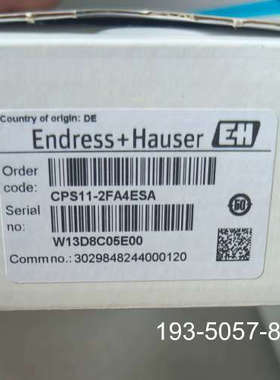 Country of origin: DE
Endress+Hauser EH
Order
code:
CPS11-2FA4ESA
Serial
no:
W13D8C05E00
Comm no.: 3029848244000120
193-5057-8